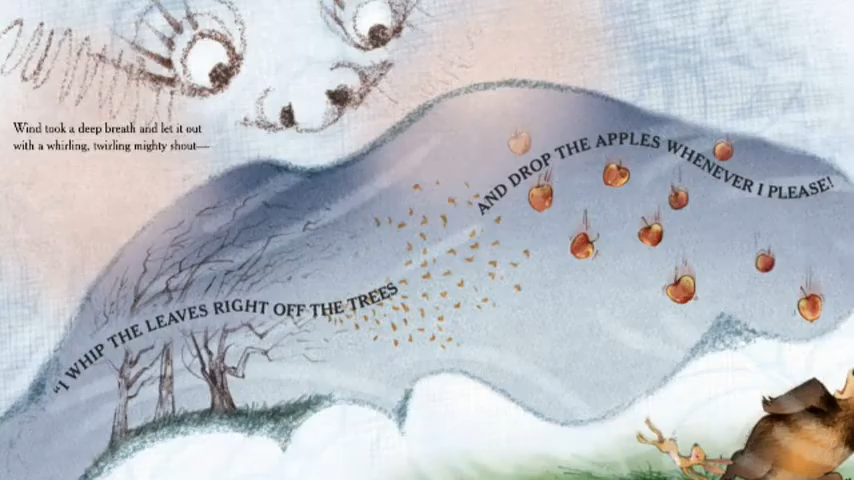 Wind took a deep breath and let it out
with a whirling, twirling mighty shout—
"I WHIP THE LEAVES RIGHT OFF THE TREES
AND DROP THE APPLES WHENEVER I PLEASE!